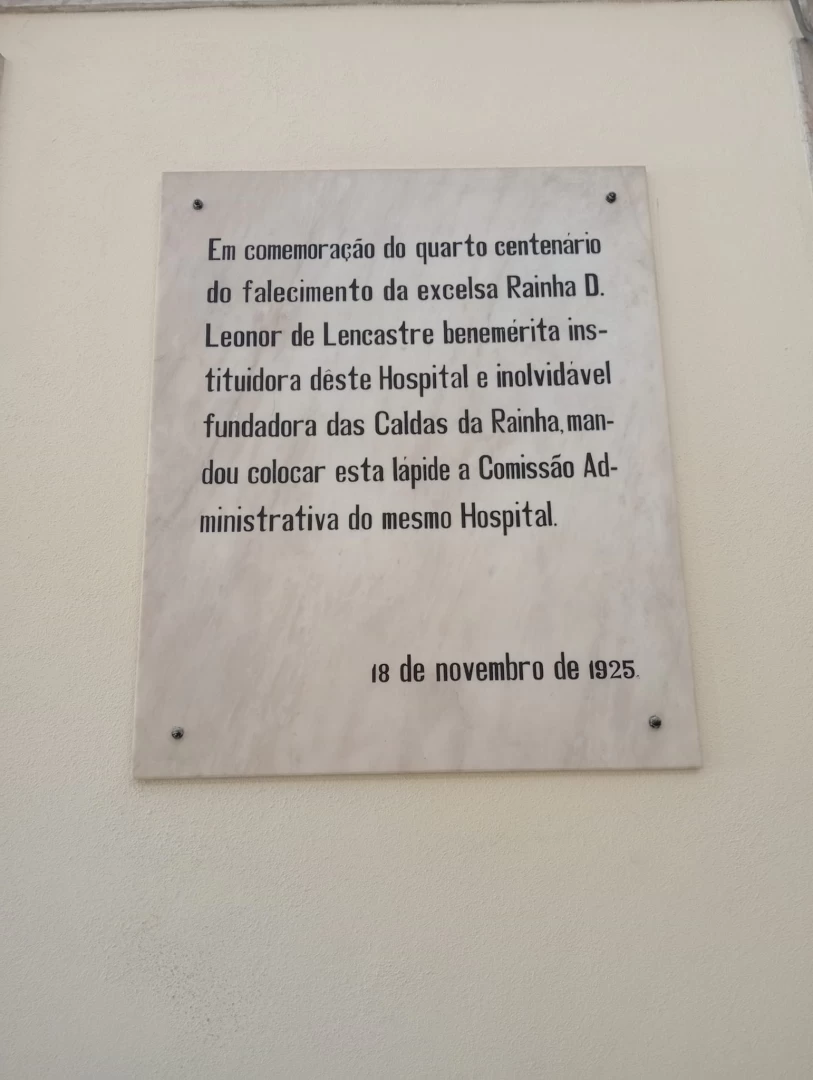 Em comemoração do quarto centenário
do falecimento da excelsa Rainha D.
Leonor de Lencastre benemérita ins-
tituidora dêste Hospital e inolvidável
fundadora das Caldas da Rainha, man-
dou colocar esta lápide a Comissão Ad-
ministrativa do mesmo Hospital.
18 de novembro de 1925.